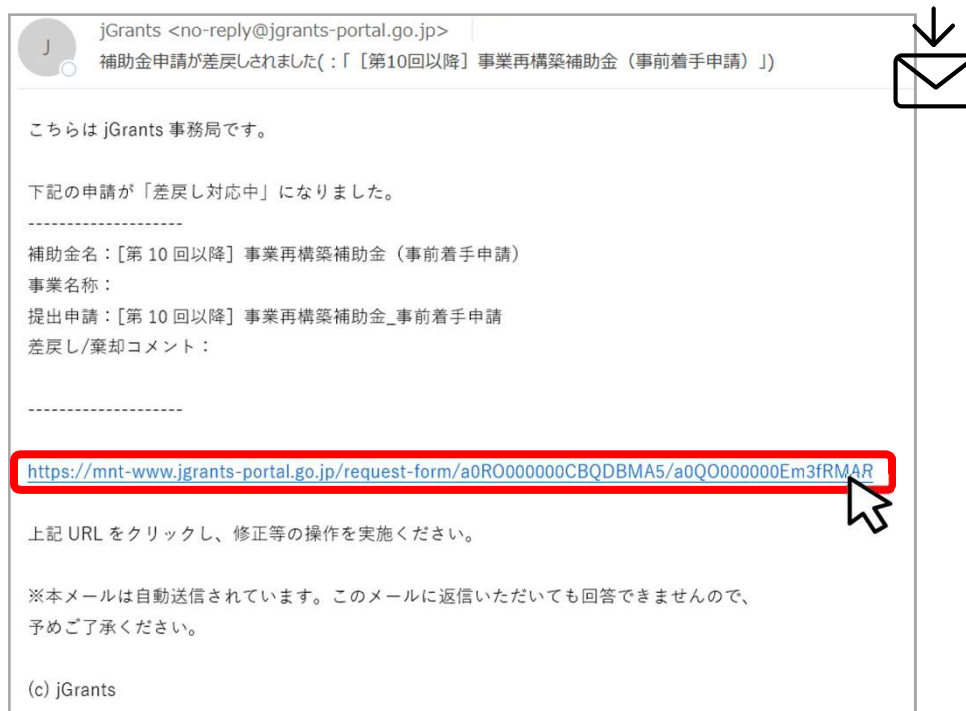 J
jGrants <no-reply@jgrants-portal.go.jp>
補助金申請が差戻しされました(：「［第10回以降］事業再構築補助金（事前着手申請）」)
こちらは jGrants 事務局です。
下記の申請が「差戻し対応中」になりました。
--------------------
補助金名：［第 10 回以降］事業再構築補助金（事前着手申請）
事業名称：
提出申請：［第 10 回以降］事業再構築補助金_事前着手申請
差戻し/棄却コメント：
--------------------
https://mnt-www.jgrants-portal.go.jp/request-form/a0RO000000CBQDBMA5/a0QO000000Em3fRMAR
上記 URL をクリックし、修正等の操作を実施ください。
※本メールは自動送信されています。このメールに返信いただいても回答できませんので、
予めご了承ください。
(c) jGrants